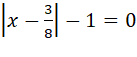 |x − 3/8| − 1 = 0